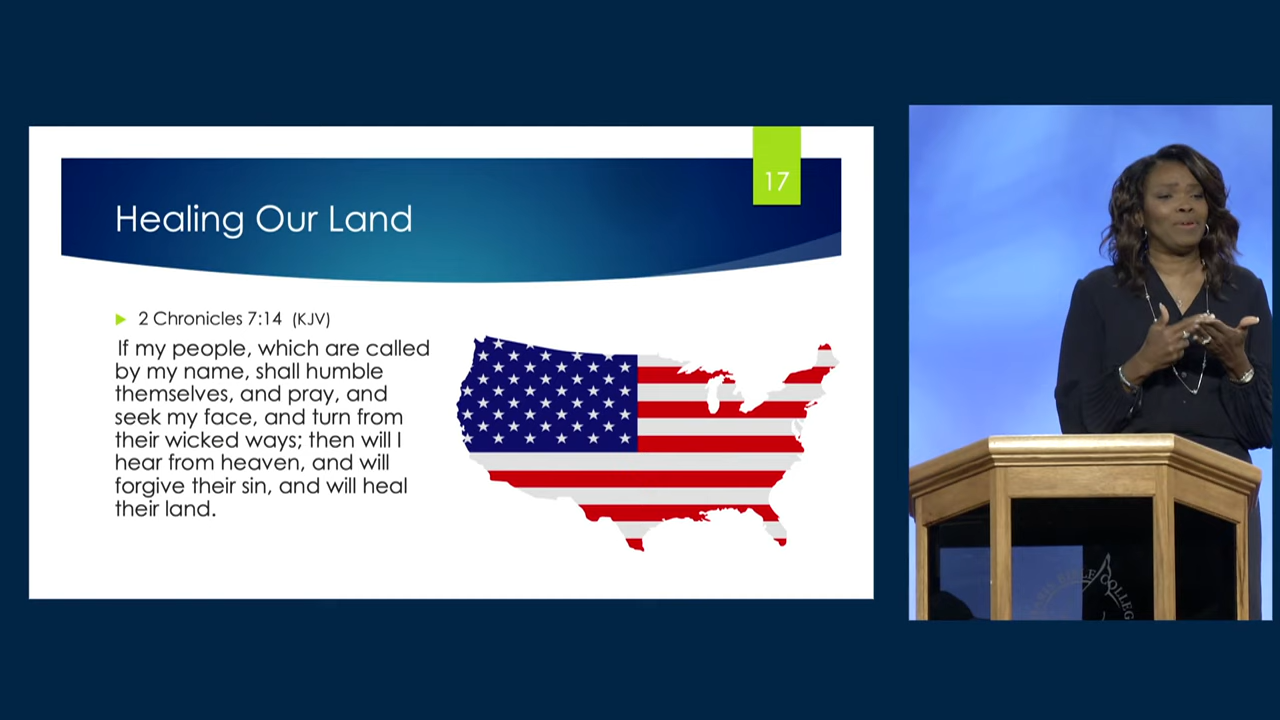 17
Healing Our Land
2 Chronicles 7:14 (KJV)
If my people, which are called
by my name, shall humble
themselves, and pray, and
seek my face, and turn from
their wicked ways; then will I
hear from heaven, and will
forgive their sin, and will heal
their land.
BIBLE COLLEG